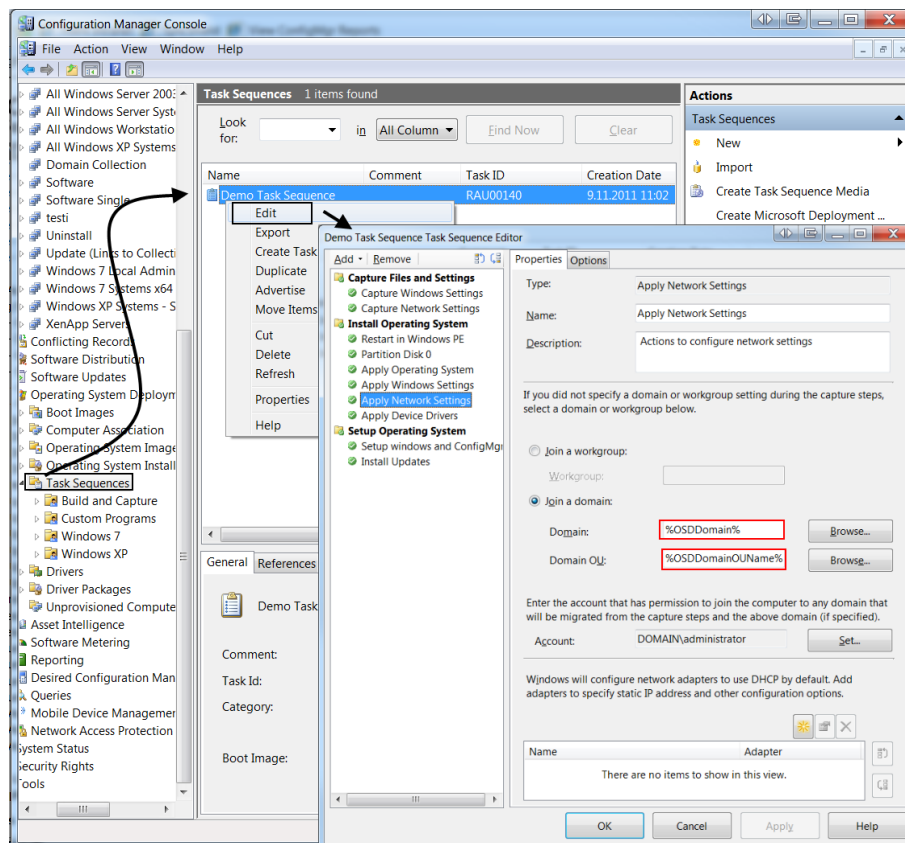 Configuration Manager Console
File Action View Window Help
All Windows Server 2003
All Windows Server Syst
All Windows Workstatio
All Windows XP Systems
Domain Collection
Software
Software Single
testi
Uninstall
Update (Links to Collecti
Windows 7 Local Admin
Windows 7 Systems x64
Windows XP Systems - S
XenApp Servers
Conflicting Records
Software Distribution
Software Updates
Operating System Deploym
Boot Images
Computer Association
Operating System Image
Operating System Install
Task Sequences
Build and Capture
Custom Programs
Windows 7
Windows XP
Drivers
Driver Packages
Unprovisioned Compute
Asset Intelligence
Software Metering
Reporting
Desired Configuration Man
Queries
Mobile Device Managemer
Network Access Protection
System Status
Security Rights
Tools
Task Sequences 1 items found
Look for: in All Column Find Now Clear
Name Comment Task ID Creation Date
Demo Task Sequence RAU00140 9.11.2011 11:02
Edit
Export
Create Task
Duplicate
Advertise
Move Items
Cut
Delete
Refresh
Properties
Help
General References
Demo Task
Comment:
Task Id:
Category:
Boot Image:
Actions
Task Sequences
New
Import
Create Task Sequence Media
Create Microsoft Deployment ...
Demo Task Sequence Task Sequence Editor
Add Remove
Capture Files and Settings
Capture Windows Settings
Capture Network Settings
Install Operating System
Restart in Windows PE
Partition Disk 0
Apply Operating System
Apply Windows Settings
Apply Network Settings
Apply Device Drivers
Setup Operating System
Setup windows and ConfigMgr
Install Updates
Properties Options
Type: Apply Network Settings
Name: Apply Network Settings
Description: Actions to configure network settings
If you did not specify a domain or workgroup setting during the capture steps,
select a domain or workgroup below.
Join a workgroup:
Workgroup:
Join a domain:
Domain: %OSDDomain% Browse...
Domain OU: %OSDDomainOUName% Browse...
Enter the account that has permission to join the computer to any domain that
will be migrated from the capture steps and the above domain (if specified).
Account: DOMAIN\administrator Set...
Windows will configure network adapters to use DHCP by default. Add
adapters to specify static IP address and other configuration options.
Name Adapter
There are no items to show in this view.
OK Cancel Apply Help